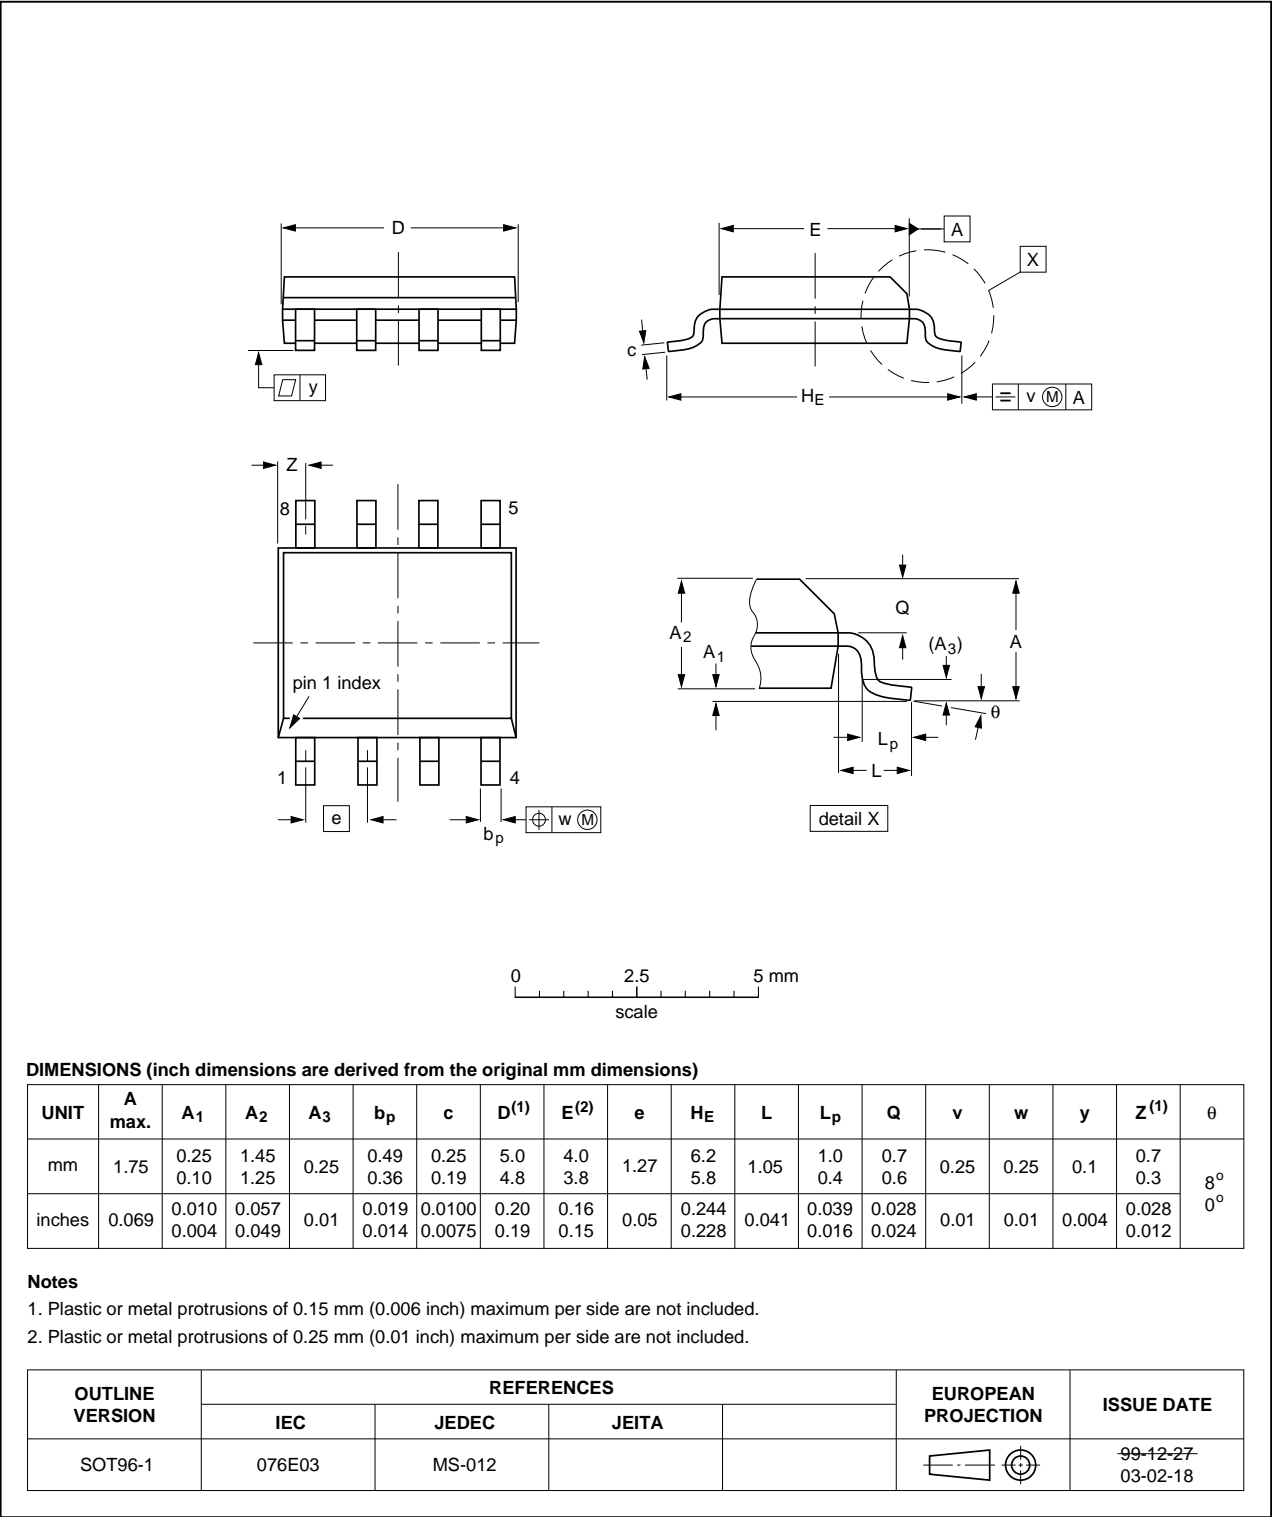 D
E
A
X
c
y
HE
v M A
Z
8
5
pin 1 index
1
4
e
bp
w M
A2
A1
Q
(A3)
A
θ
Lp
L
detail X
0 2.5 5 mm
scale
DIMENSIONS (inch dimensions are derived from the original mm dimensions)
UNIT A max. A1 A2 A3 bp c D(1) E(2) e HE L Lp Q v w y Z(1) θ
mm 1.75 0.25 0.10 1.45 1.25 0.25 0.49 0.36 0.25 0.19 5.0 4.8 4.0 3.8 1.27 6.2 5.8 1.05 1.0 0.4 0.7 0.6 0.25 0.25 0.1 0.7 0.3 8° 0°
inches 0.069 0.010 0.004 0.057 0.049 0.01 0.019 0.014 0.0100 0.0075 0.20 0.19 0.16 0.15 0.05 0.244 0.228 0.041 0.039 0.016 0.028 0.024 0.01 0.01 0.004 0.028 0.012
Notes
1. Plastic or metal protrusions of 0.15 mm (0.006 inch) maximum per side are not included.
2. Plastic or metal protrusions of 0.25 mm (0.01 inch) maximum per side are not included.
OUTLINE VERSION REFERENCES EUROPEAN PROJECTION ISSUE DATE
IEC JEDEC JEITA
SOT96-1 076E03 MS-012 99-12-27
03-02-18